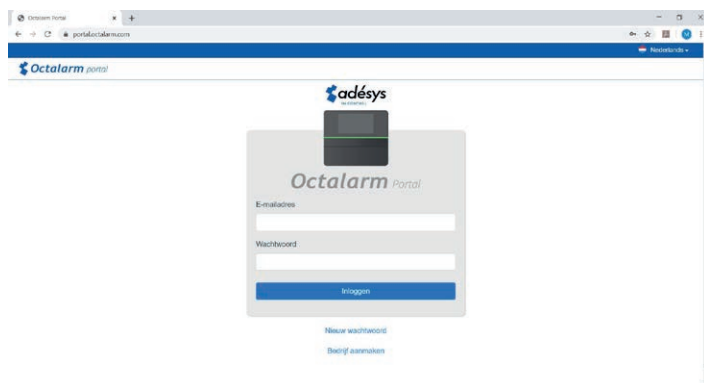 Octalarm Portal
portal.octalarm.com
Nederlands
Octalarm portal
adésys
Octalarm Portal
E-mailadres
Wachtwoord
Inloggen
Nieuw wachtwoord
Bedrijf aanmaken